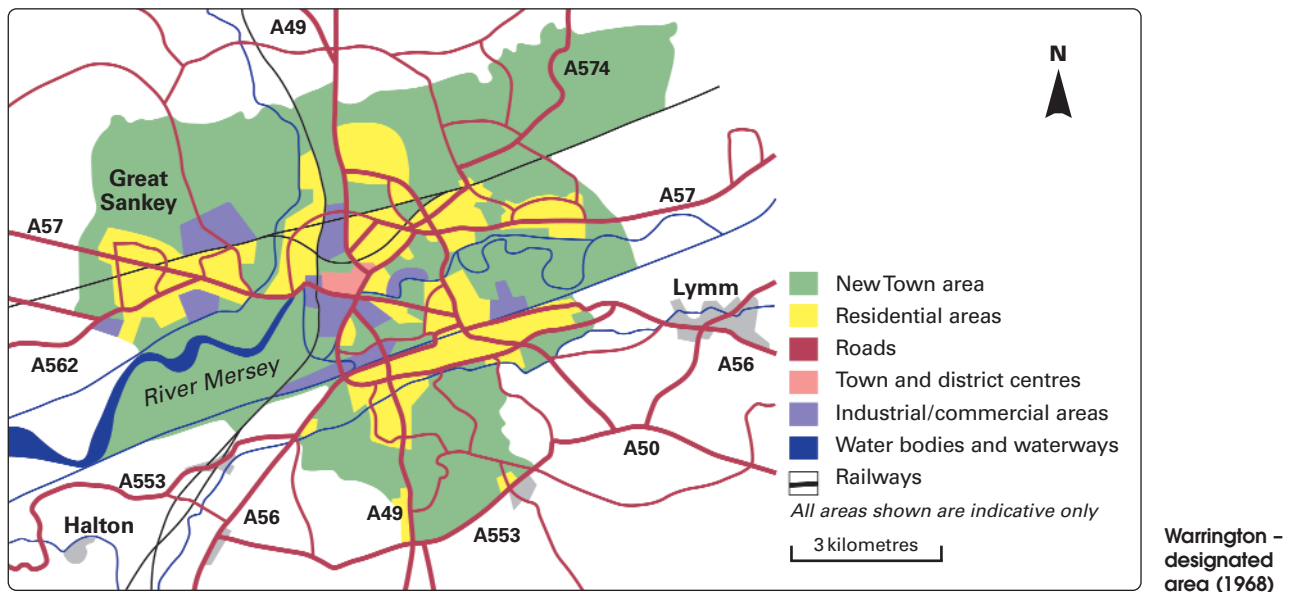 A49
A574
N
Great
Sankey
A57
A57
Lymm
New Town area
Residential areas
Roads
Town and district centres
Industrial/commercial areas
Water bodies and waterways
Railways
All areas shown are indicative only
3 kilometres
A562
River Mersey
A56
A50
A553
Halton
A56
A49
A553
Warrington –
designated
area (1968)